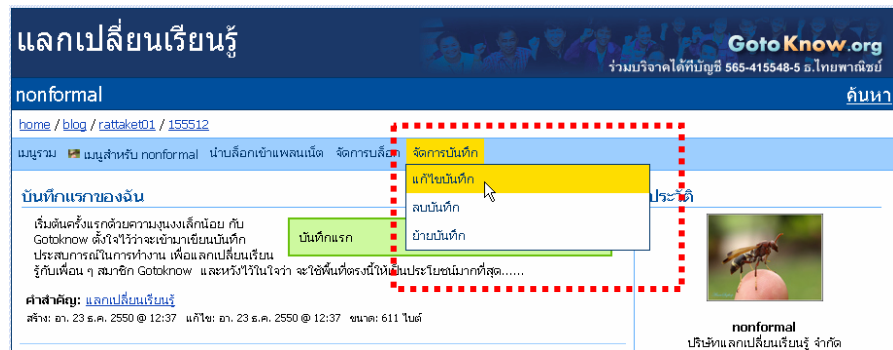 แลกเปลี่ยนเรียนรู้
GotoKnow.org
ร่วมบริจาคได้ที่บัญชี 565-415548-5 ธ.ไทยพาณิชย์
nonformal
ค้นหา
home / blog / rattaket01 / 155512
เมนูรวม เมนูสำหรับ nonformal นำบล็อกเข้าแพลนเน็ต จัดการบล็อก จัดการบันทึก
แก้ไขบันทึก
ลบบันทึก
ย้ายบันทึก
บันทึกแรกของฉัน
ประวัติ
เริ่มต้นครั้งแรกด้วยความงุนงงเล็กน้อย กับ
Gotoknow ตั้งใจไว้ว่าจะเข้ามาเขียนบันทึก
ประสบการณ์ในการทำงาน เพื่อแลกเปลี่ยนเรียน
รู้กับเพื่อน ๆ สมาชิก Gotoknow และหวังไว้ในใจว่า จะใช้พื้นที่ตรงนี้ให้เป็นประโยชน์มากที่สุด......
บันทึกแรก
คำสำคัญ: แลกเปลี่ยนเรียนรู้
สร้าง: อา. 23 ธ.ค. 2550 @ 12:37 แก้ไข: อา. 23 ธ.ค. 2550 @ 12:37 ขนาด: 611 ไบต์
nonformal
บริษัทแลกเปลี่ยนเรียนรู้ จำกัด